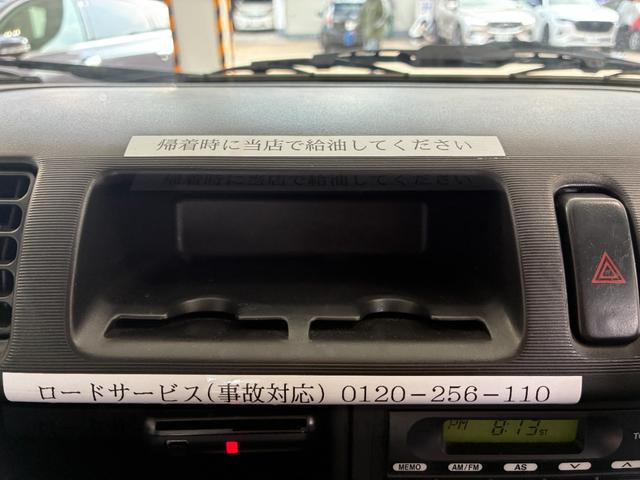 帰着時に当店で給油してください
ロードサービス(事故対応) 0120-256-110
PM 8:13 ST
MEMO AM/FM AS